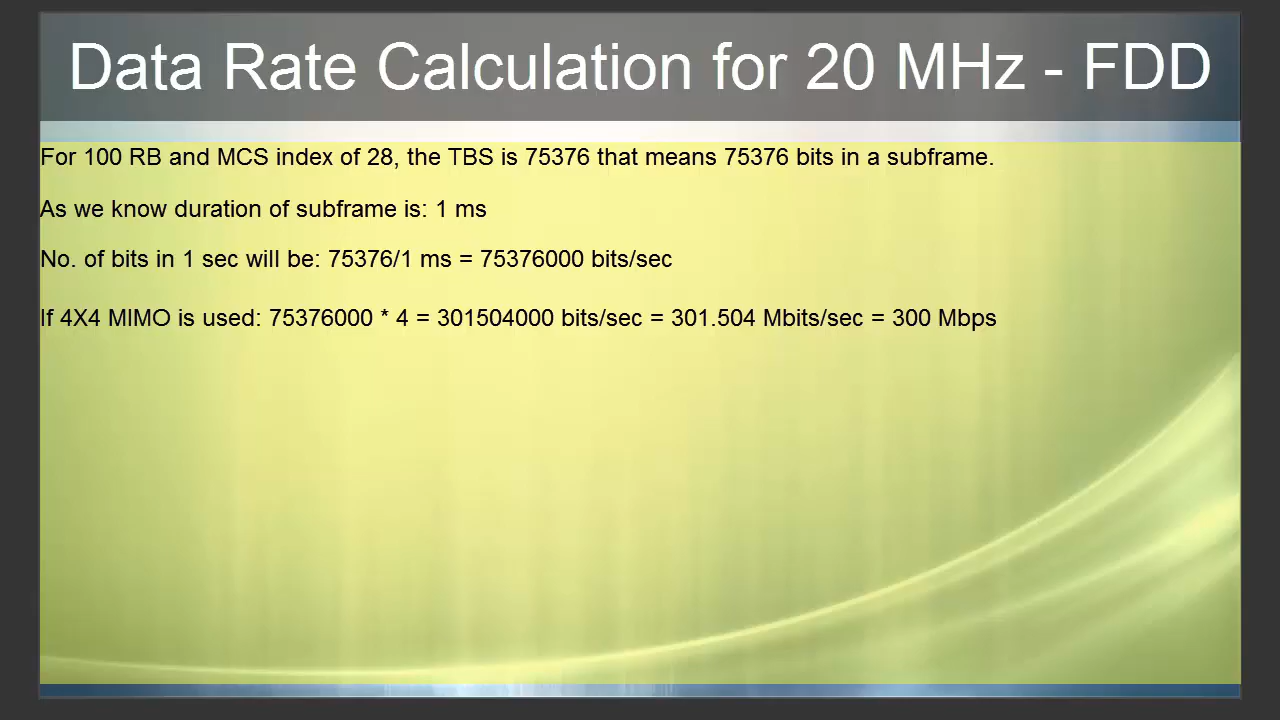 Data Rate Calculation for 20 MHz - FDD
For 100 RB and MCS index of 28, the TBS is 75376 that means 75376 bits in a subframe.
As we know duration of subframe is: 1 ms
No. of bits in 1 sec will be: 75376/1 ms = 75376000 bits/sec
If 4X4 MIMO is used: 75376000 * 4 = 301504000 bits/sec = 301.504 Mbits/sec = 300 Mbps